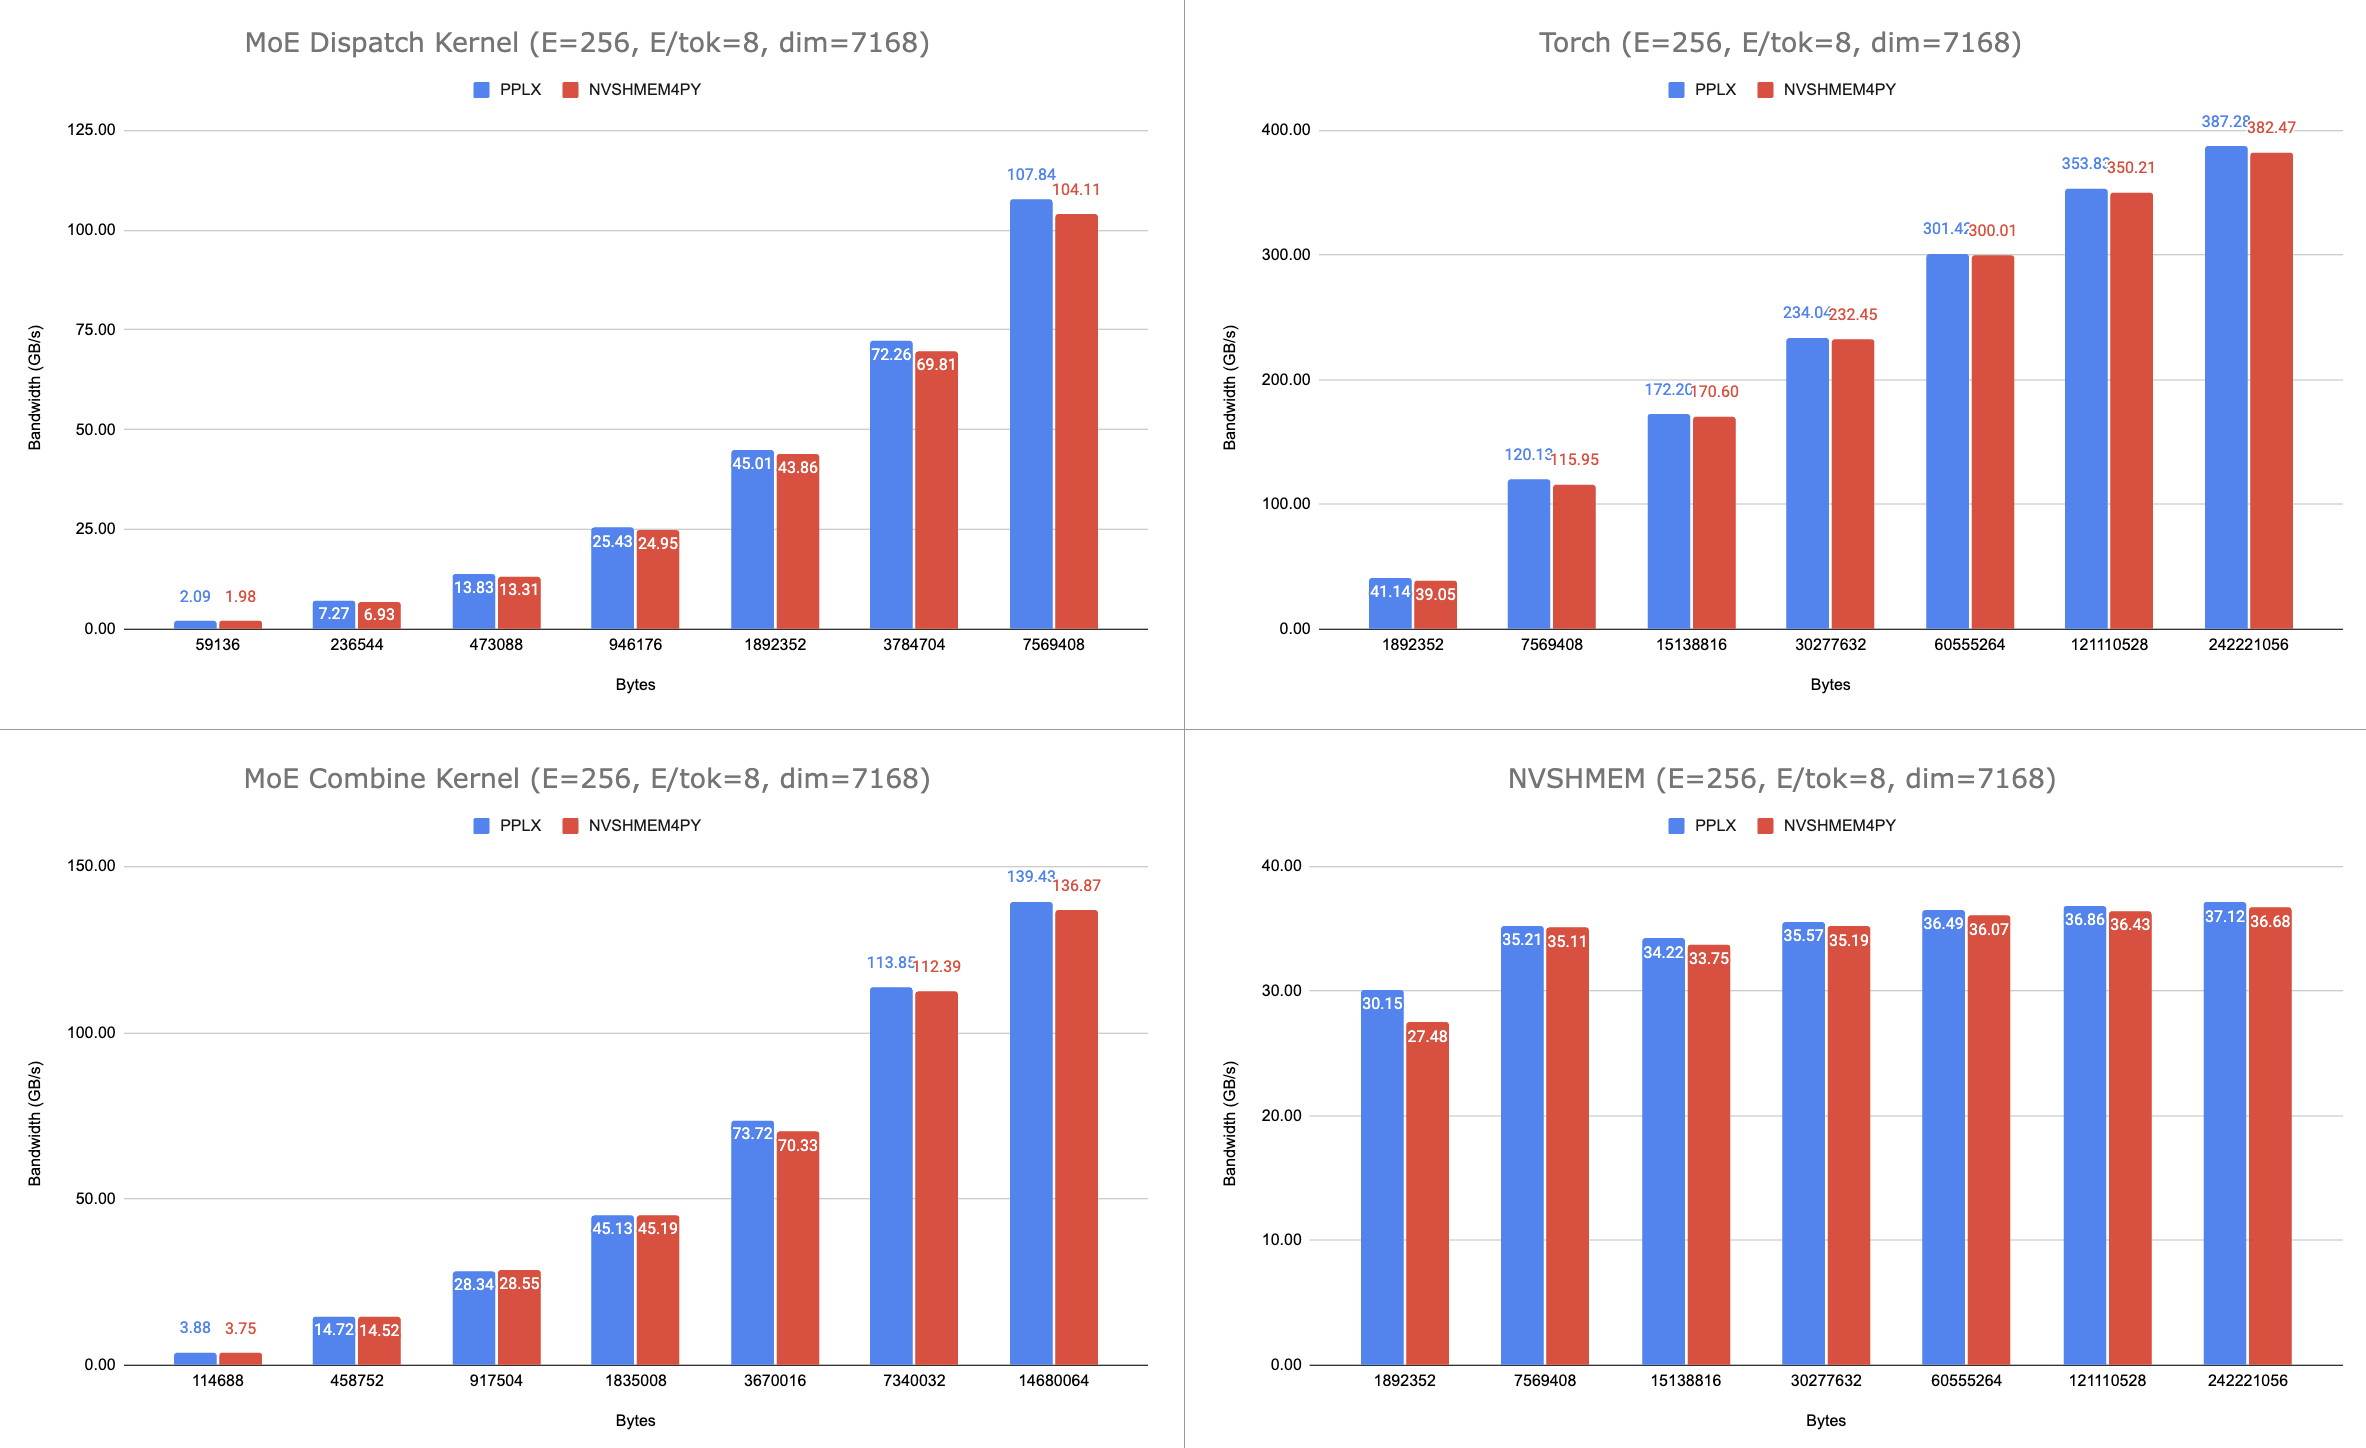 MoE Dispatch Kernel (E=256, E/tok=8, dim=7168)
PPLX NVSHMEM4PY
Bandwidth (GB/s)
125.00
100.00
75.00
50.00
25.00
0.00
2.09 1.98
7.27 6.93
13.83 13.31
25.43 24.95
45.01 43.86
72.26 69.81
107.84 104.11
59136 236544 473088 946176 1892352 3784704 7569408
Bytes
Torch (E=256, E/tok=8, dim=7168)
PPLX NVSHMEM4PY
Bandwidth (GB/s)
400.00
300.00
200.00
100.00
0.00
41.14 39.05
120.13 115.95
172.20 170.60
234.04 232.45
301.42 300.01
353.83 350.21
387.28 382.47
1892352 7569408 15138816 30277632 60555264 121110528 242221056
Bytes
MoE Combine Kernel (E=256, E/tok=8, dim=7168)
PPLX NVSHMEM4PY
Bandwidth (GB/s)
150.00
100.00
50.00
0.00
3.88 3.75
14.72 14.52
28.34 28.55
45.13 45.19
73.72 70.33
113.85 112.39
139.43 136.87
114688 458752 917504 1835008 3670016 7340032 14680064
Bytes
NVSHMEM (E=256, E/tok=8, dim=7168)
PPLX NVSHMEM4PY
Bandwidth (GB/s)
40.00
30.00
20.00
10.00
0.00
30.15 27.48
35.21 35.11
34.22 33.75
35.57 35.19
36.49 36.07
36.86 36.43
37.12 36.68
1892352 7569408 15138816 30277632 60555264 121110528 242221056
Bytes